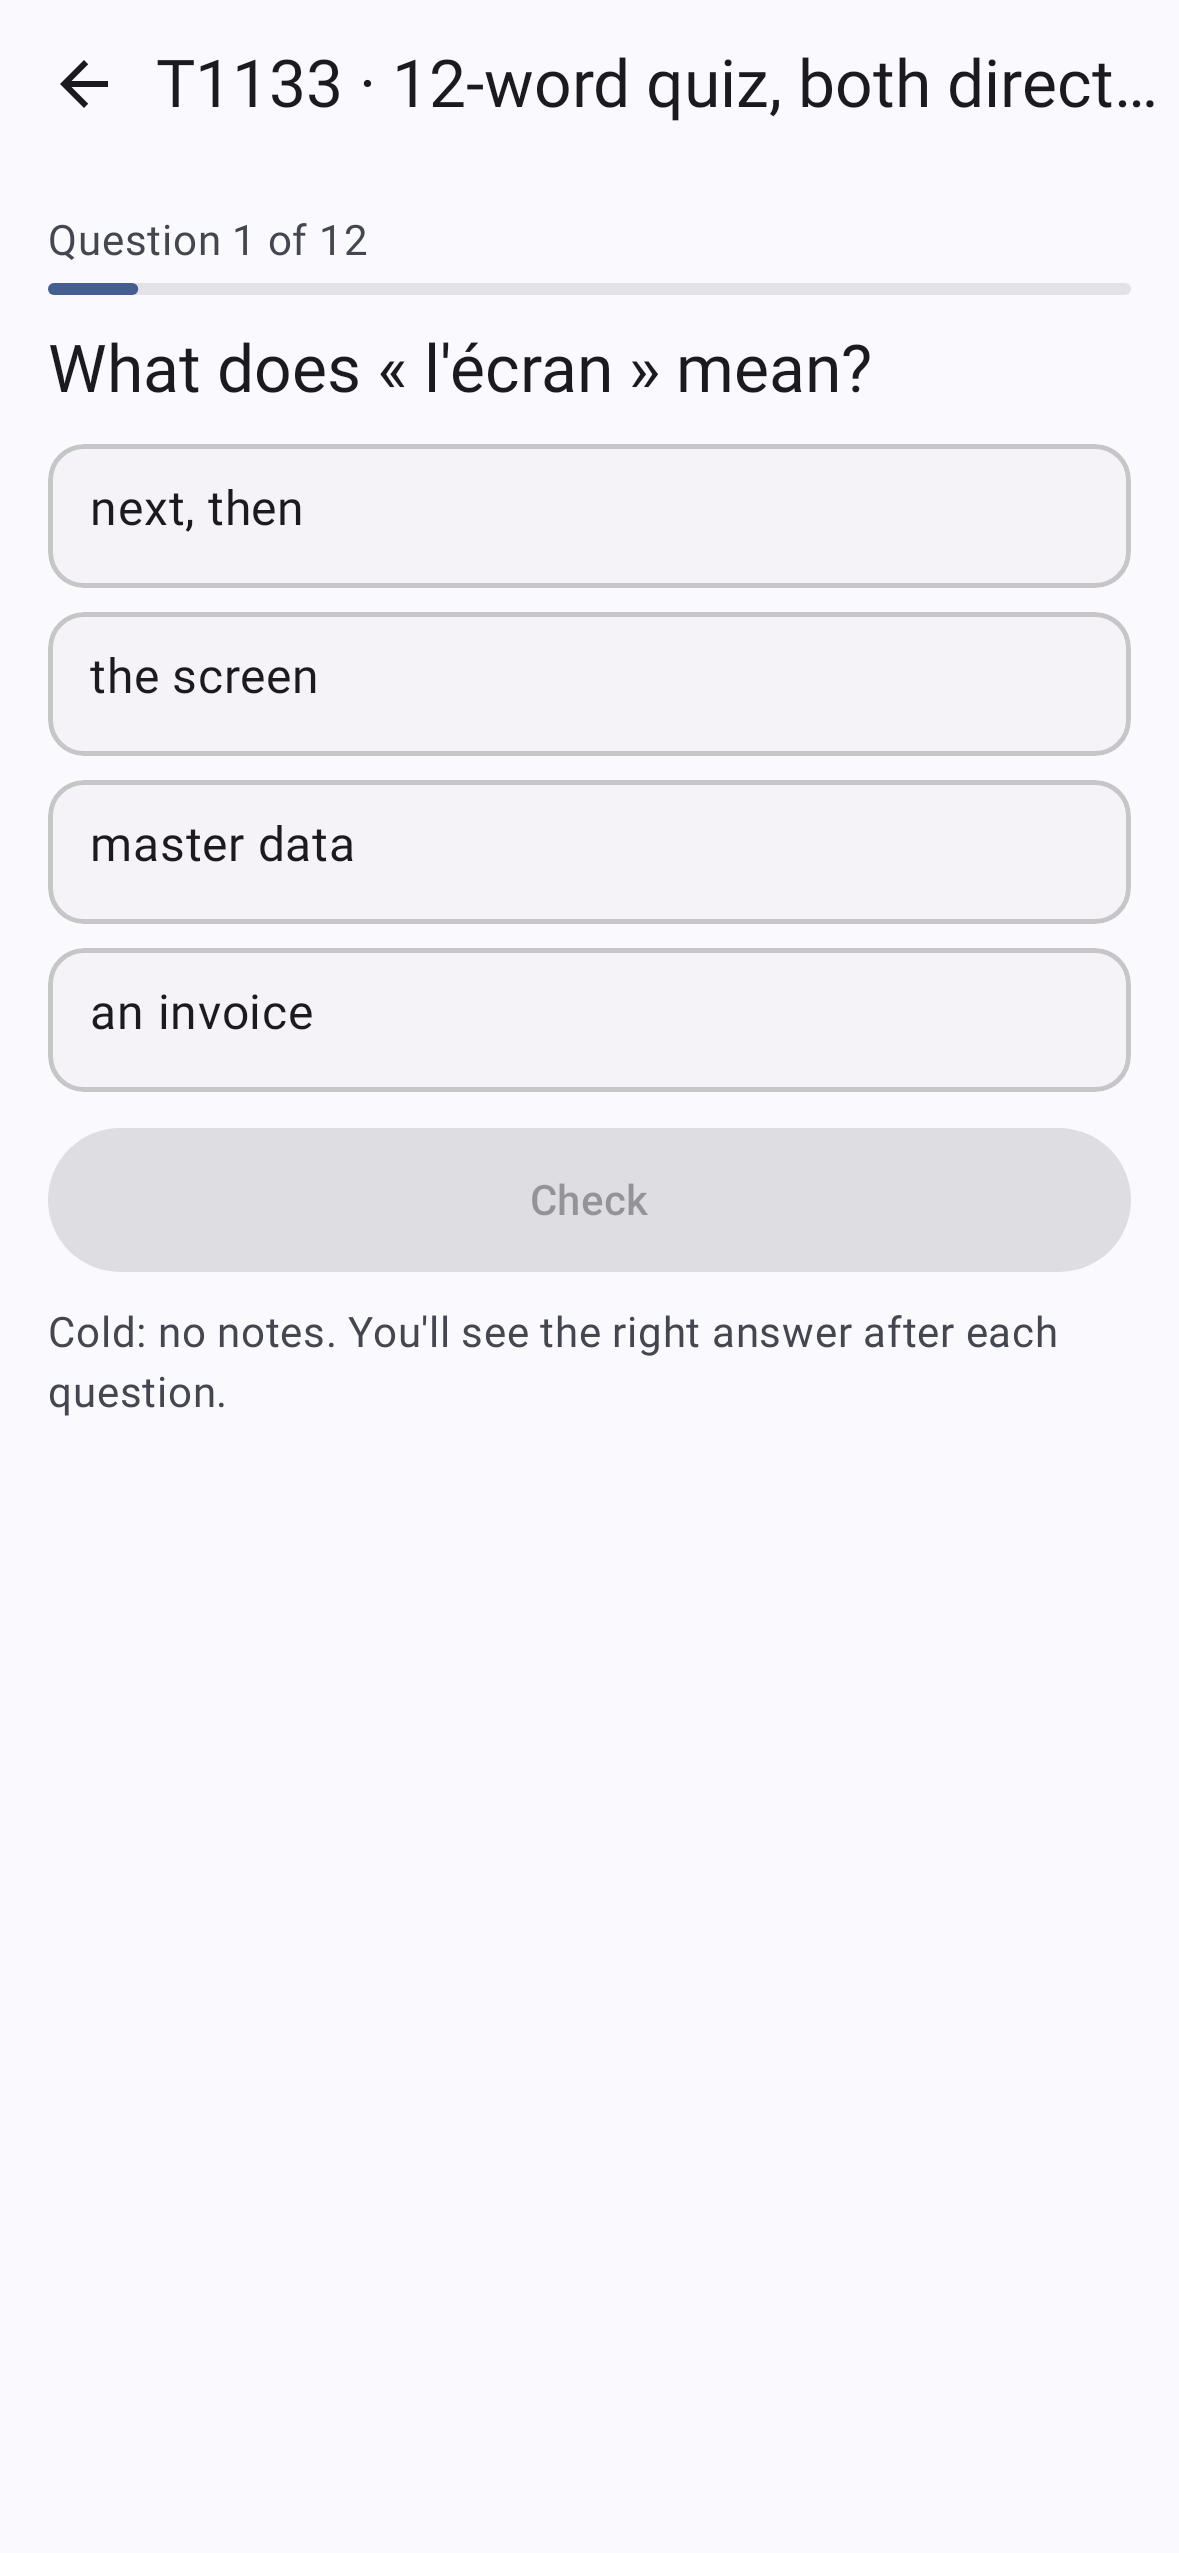 T1133 · 12-word quiz, both direct…
Question 1 of 12
What does « l'écran » mean?
next, then
the screen
master data
an invoice
Check
Cold: no notes. You'll see the right answer after each
question.